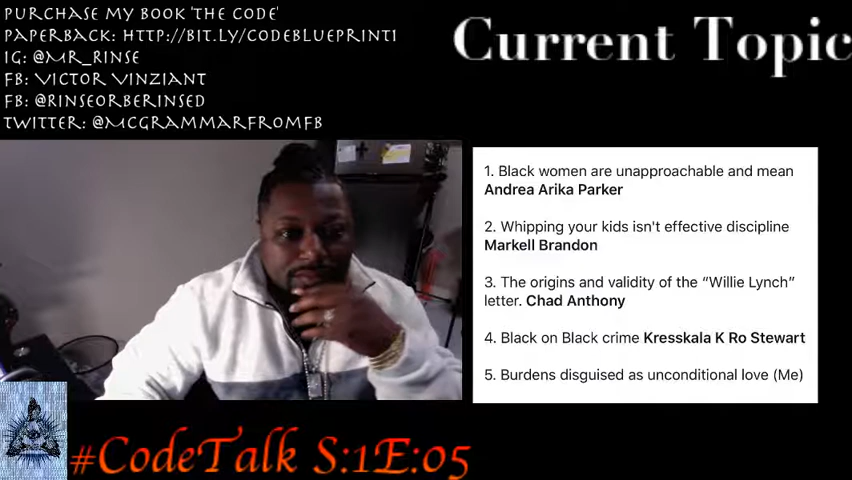 PURCHASE MY BOOK 'THE CODE'
PAPERBACK: HTTP://BIT.LY/CODEBLUEPRINT1
IG: @MR_RINSE
FB: VICTOR VINZIANT
FB: @RINSEORBERINSED
TWITTER: @MCGRAMMARFROMFB
Current Topic
1. Black women are unapproachable and mean
Andrea Arika Parker
2. Whipping your kids isn't effective discipline
Markell Brandon
3. The origins and validity of the “Willie Lynch”
letter. Chad Anthony
4. Black on Black crime Kresskala K Ro Stewart
5. Burdens disguised as unconditional love (Me)
#CodeTalk S:1E:05